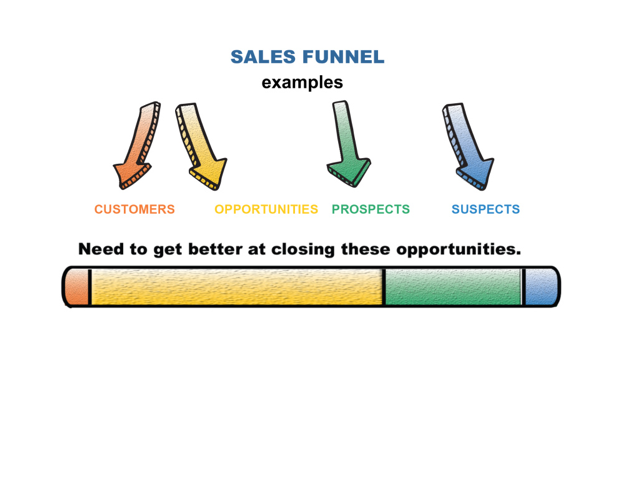 SALES FUNNEL
examples
CUSTOMERS OPPORTUNITIES PROSPECTS SUSPECTS
Need to get better at closing these opportunities.